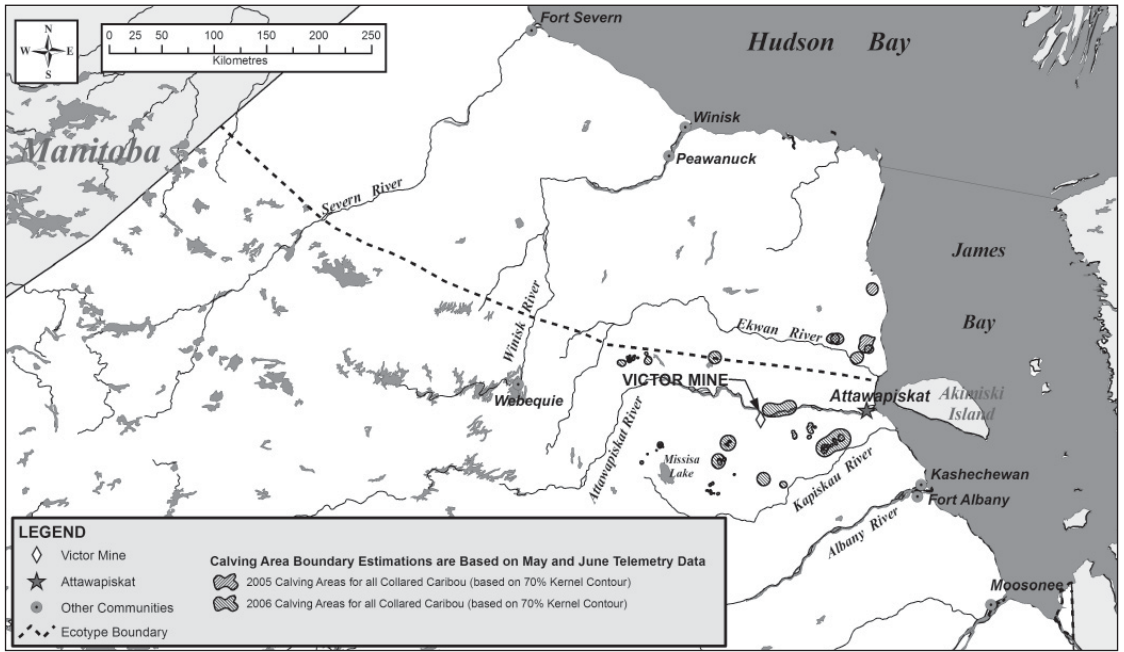 N
W E
S
0 25 50 100 150 200 250
Kilometres
Fort Severn
Hudson Bay
Manitoba
Winisk
Peawanuck
Severn River
James
Bay
Winisk River
Ekwan River
VICTOR MINE
Webequie
Attawapiskat
Akimiski
Island
Attawapiskat River
Missisa
Lake
Kapiskau River
Kashechewan
Fort Albany
Albany River
Moosonee
LEGEND
Victor Mine
Attawapiskat
Other Communities
Ecotype Boundary
Calving Area Boundary Estimations are Based on May and June Telemetry Data
2005 Calving Areas for all Collared Caribou (based on 70% Kernel Contour)
2006 Calving Areas for all Collared Caribou (based on 70% Kernel Contour)